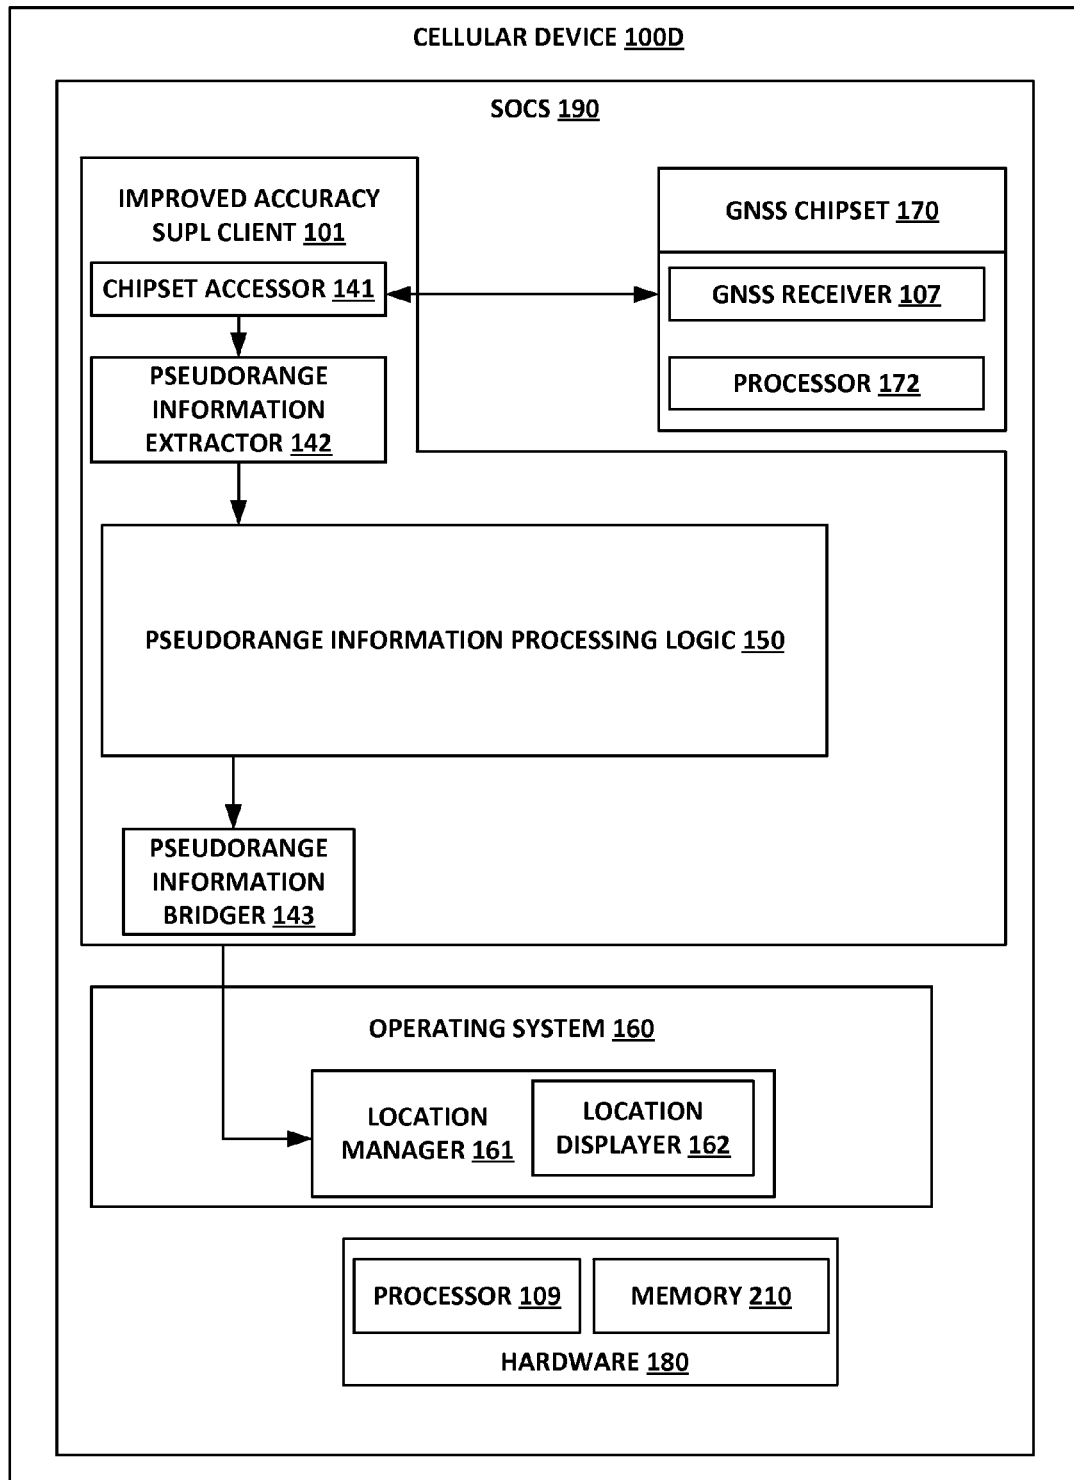 CELLULAR DEVICE 100D
SOCS 190
IMPROVED ACCURACY
SUPL CLIENT 101
CHIPSET ACCESSOR 141
PSEUDORANGE
INFORMATION
EXTRACTOR 142
GNSS CHIPSET 170
GNSS RECEIVER 107
PROCESSOR 172
PSEUDORANGE INFORMATION PROCESSING LOGIC 150
PSEUDORANGE
INFORMATION
BRIDGER 143
OPERATING SYSTEM 160
LOCATION
MANAGER 161
LOCATION
DISPLAYER 162
PROCESSOR 109
MEMORY 210
HARDWARE 180